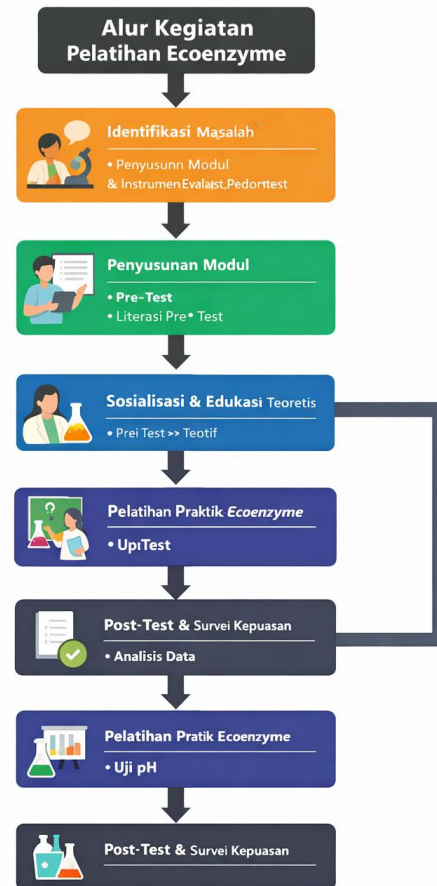 Alur Kegiatan
Pelatihan Ecoenzyme
Identifikasi Masalah
• Penyusunn Modul
& Instrumen Evalaist,Pedorttest
Penyusunan Modul
• Pre-Test
• Literasi Pre• Test
Sosialisasi & Edukasi Teoretis
• Prei Test >> Teotif
?
Pelatihan Praktik Ecoenzyme
• UpıTest
Post-Test & Survei Kepuasan
• Analisis Data
Pelatihan Pratik Ecoenzyme
• Uji pH
Post-Test & Survei Kepuasan